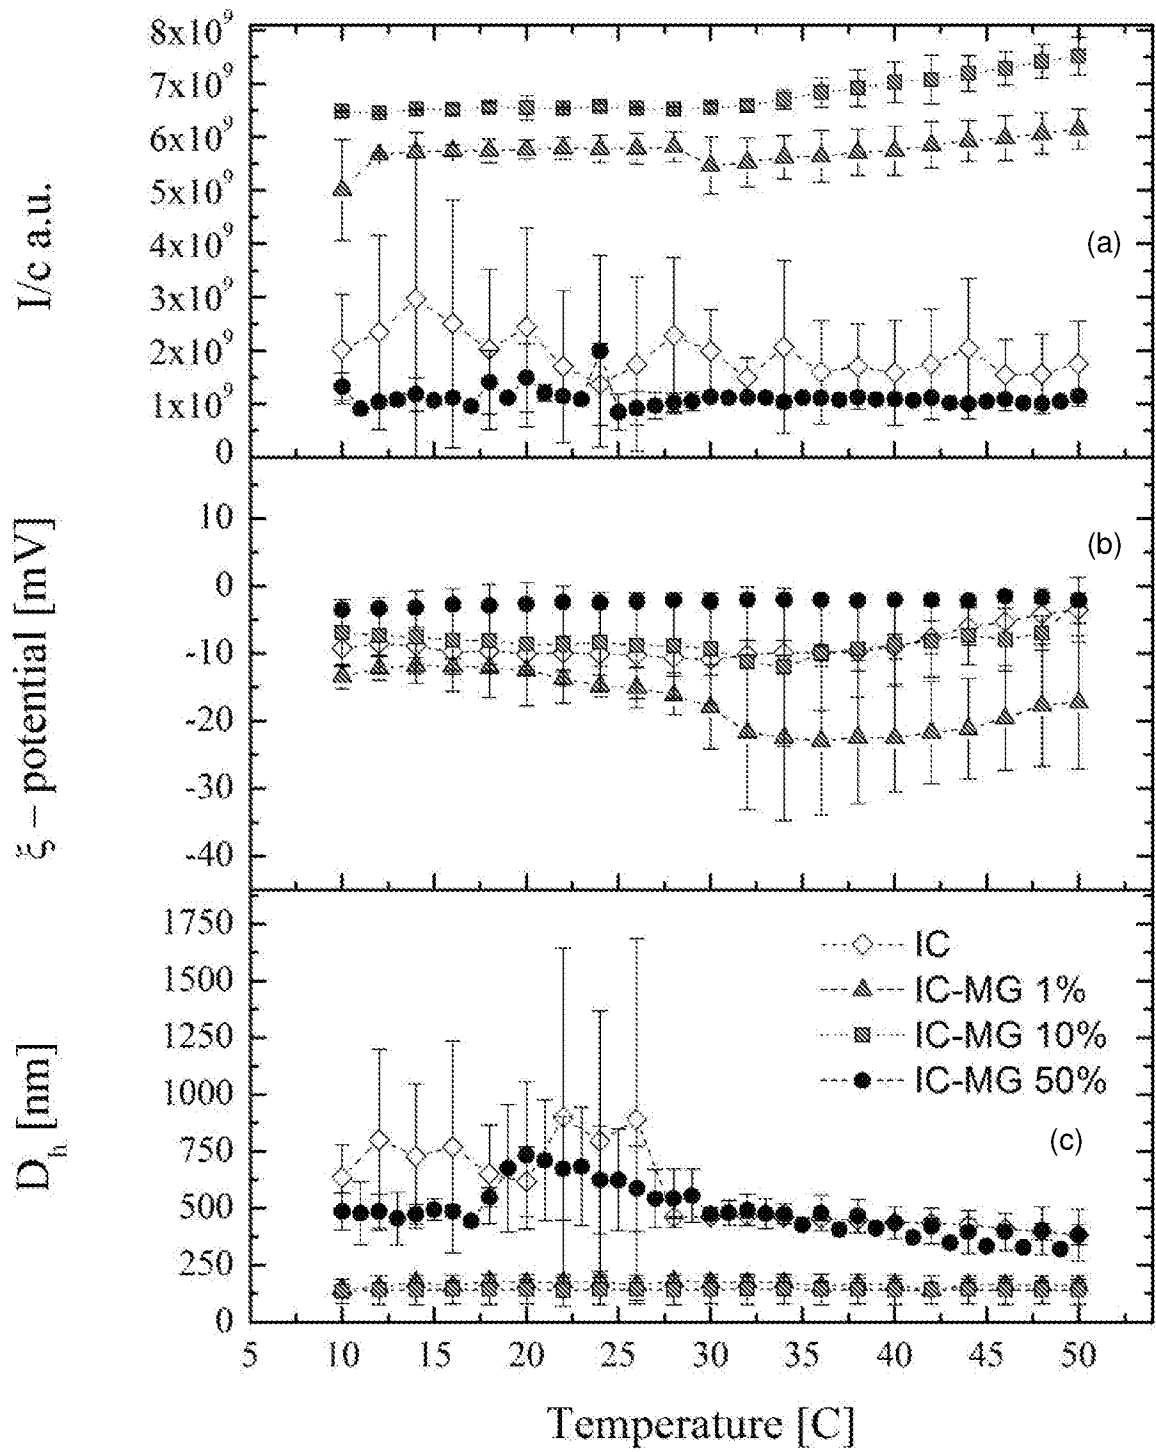 I/c a.u.
8x10⁹
7x10⁹
6x10⁹
5x10⁹
4x10⁹
3x10⁹
2x10⁹
1x10⁹
0
(a)
ξ – potential [mV]
10
0
-10
-20
-30
-40
(b)
Dₕ [nm]
1750
1500
1250
1000
750
500
250
0
IC
IC-MG 1%
IC-MG 10%
IC-MG 50%
(c)
5 10 15 20 25 30 35 40 45 50
Temperature [C]